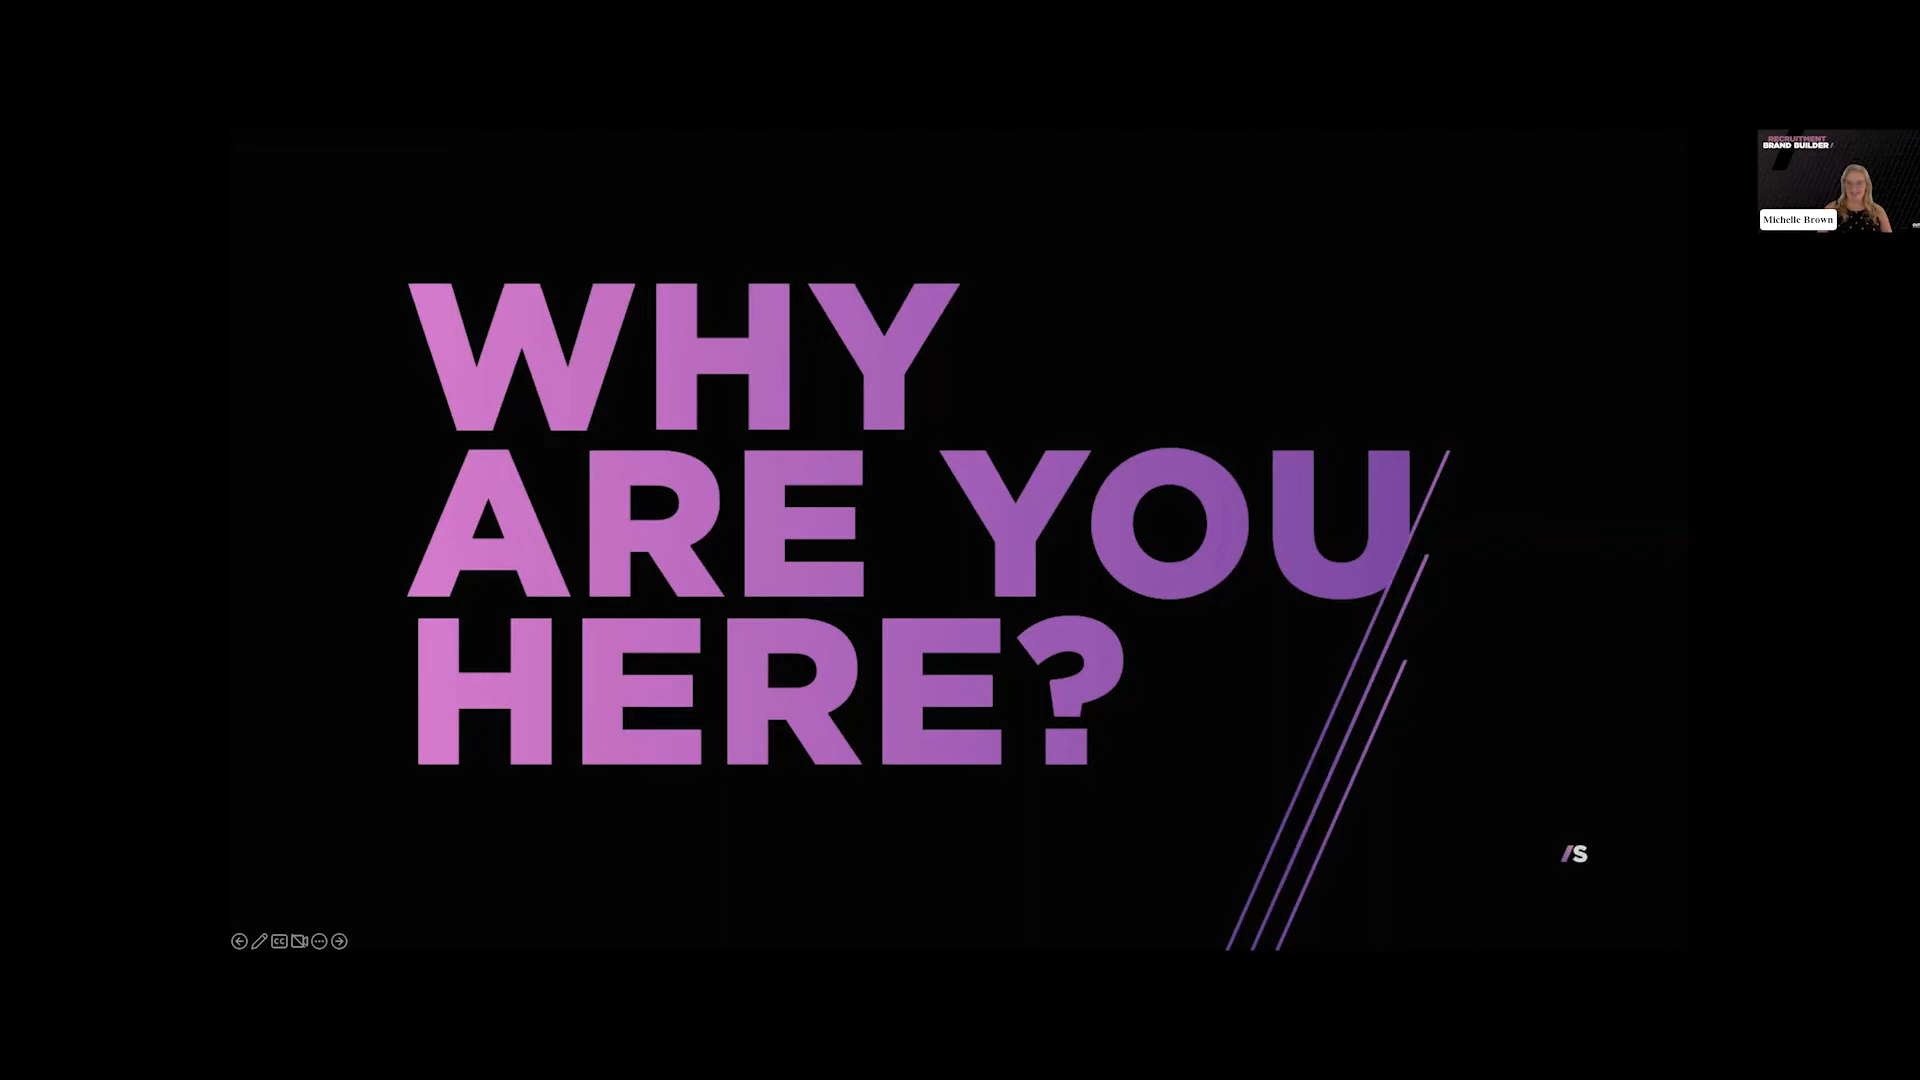 RECRUITMENT
BRAND BUILDER /
Michelle Brown
WHY
ARE YOU
HERE?
/S